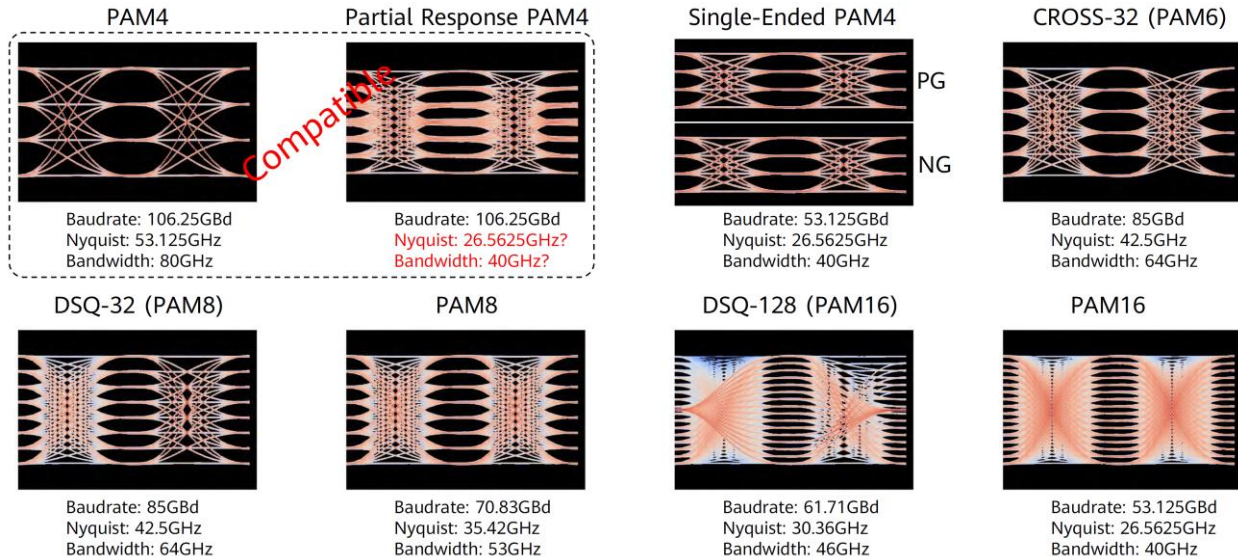 PAM4
Partial Response PAM4
Single-Ended PAM4
CROSS-32 (PAM6)
Compatible
PG
NG
Baudrate: 106.25GBd
Nyquist: 53.125GHz
Bandwidth: 80GHz
Baudrate: 106.25GBd
Nyquist: 26.5625GHz?
Bandwidth: 40GHz?
Baudrate: 53.125GBd
Nyquist: 26.5625GHz
Bandwidth: 40GHz
Baudrate: 85GBd
Nyquist: 42.5GHz
Bandwidth: 64GHz
DSQ-32 (PAM8)
PAM8
DSQ-128 (PAM16)
PAM16
Baudrate: 85GBd
Nyquist: 42.5GHz
Bandwidth: 64GHz
Baudrate: 70.83GBd
Nyquist: 35.42GHz
Bandwidth: 53GHz
Baudrate: 61.71GBd
Nyquist: 30.36GHz
Bandwidth: 46GHz
Baudrate: 53.125GBd
Nyquist: 26.5625GHz
Bandwidth: 40GHz